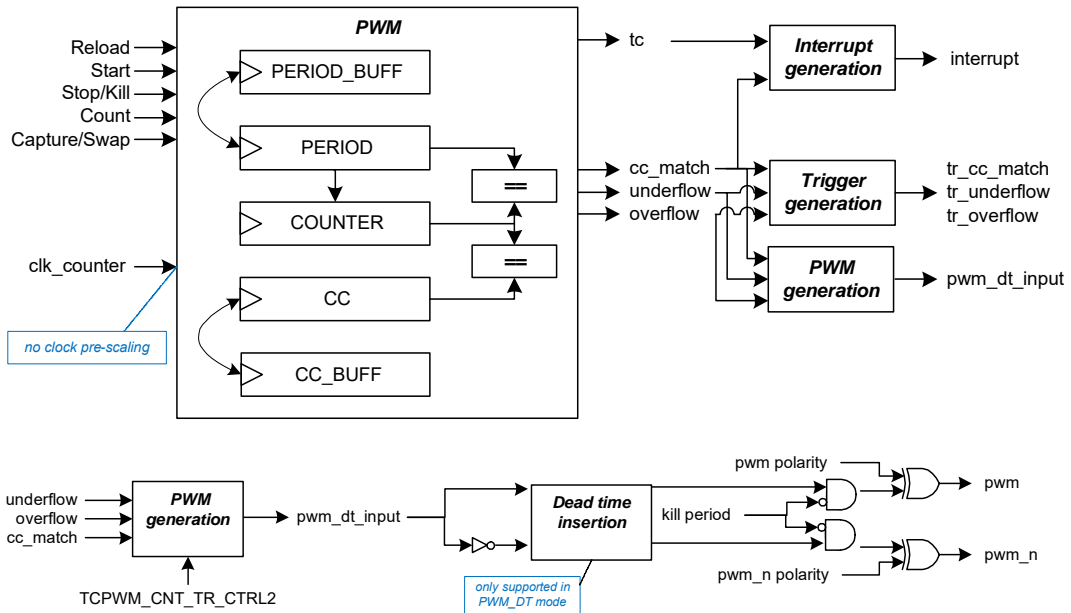 PWM
Reload
Start
Stop/Kill
Count
Capture/Swap
clk_counter
no clock pre-scaling
PERIOD_BUFF
PERIOD
COUNTER
CC
CC_BUFF
==
==
tc
cc_match
underflow
overflow
Interrupt
generation
interrupt
Trigger
generation
tr_cc_match
tr_underflow
tr_overflow
PWM
generation
pwm_dt_input
underflow
overflow
cc_match
PWM
generation
TCPWM_CNT_TR_CTRL2
pwm_dt_input
Dead time
insertion
only supported in
PWM_DT mode
pwm polarity
kill period
pwm_n polarity
pwm
pwm_n